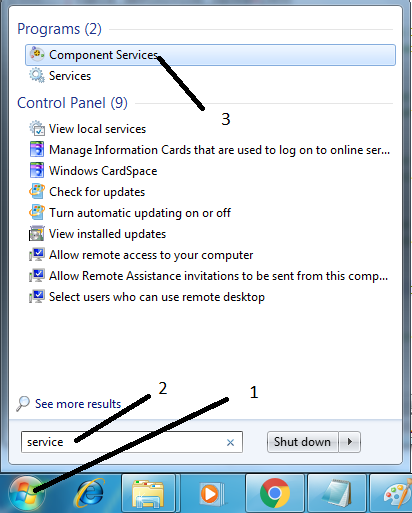 Programs (2)
Component Services
Services
3
Control Panel (9)
View local services
Manage Information Cards that are used to log on to online ser...
Windows CardSpace
Check for updates
Turn automatic updating on or off
View installed updates
Allow remote access to your computer
Allow Remote Assistance invitations to be sent from this comp...
Select users who can use remote desktop
2
1
See more results
service
Shut down